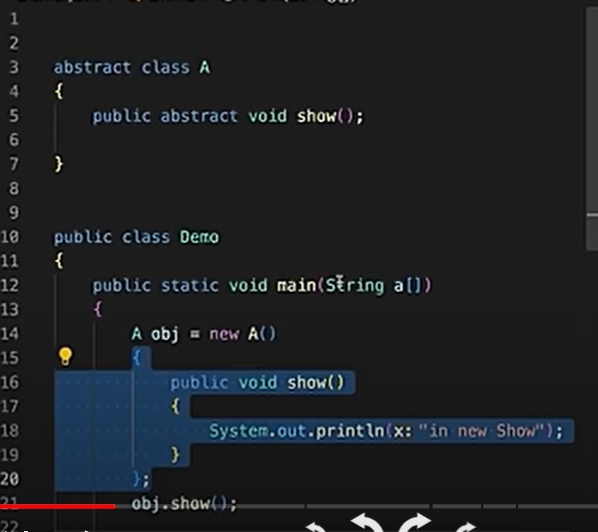 1
2
3 abstract class A
4 {
5 public abstract void show();
6
7 }
8
9
10 public class Demo
11 {
12 public static void main(String a[])
13 {
14 A obj = new A()
15 {
16 public void show()
17 {
18 System.out.println(x: "in new Show");
19 }
20 };
21 obj.show();
22